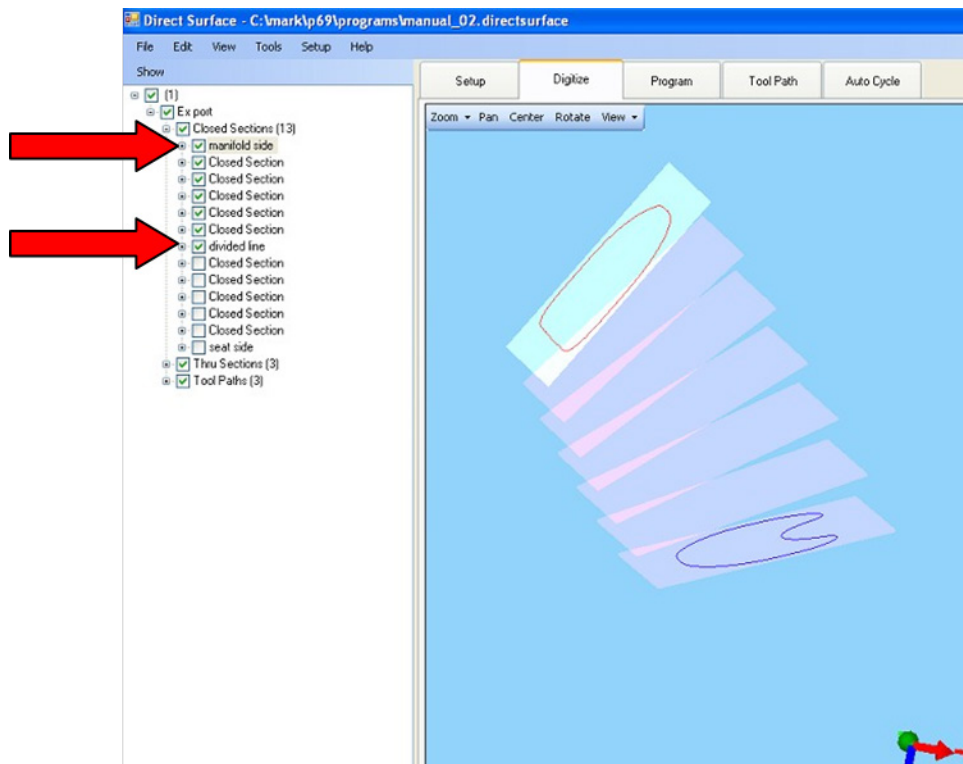 Direct Surface - C:\mark\p69\programs\manual_02.directsurface
File Edit View Tools Setup Help
Show
Setup Digitize Program Tool Path Auto Cycle
Zoom Pan Center Rotate View
(1)
Ex port
Closed Sections (13)
manifold side
Closed Section
Closed Section
Closed Section
Closed Section
Closed Section
divided line
Closed Section
Closed Section
Closed Section
Closed Section
Closed Section
seat side
Thru Sections (3)
Tool Paths (3)